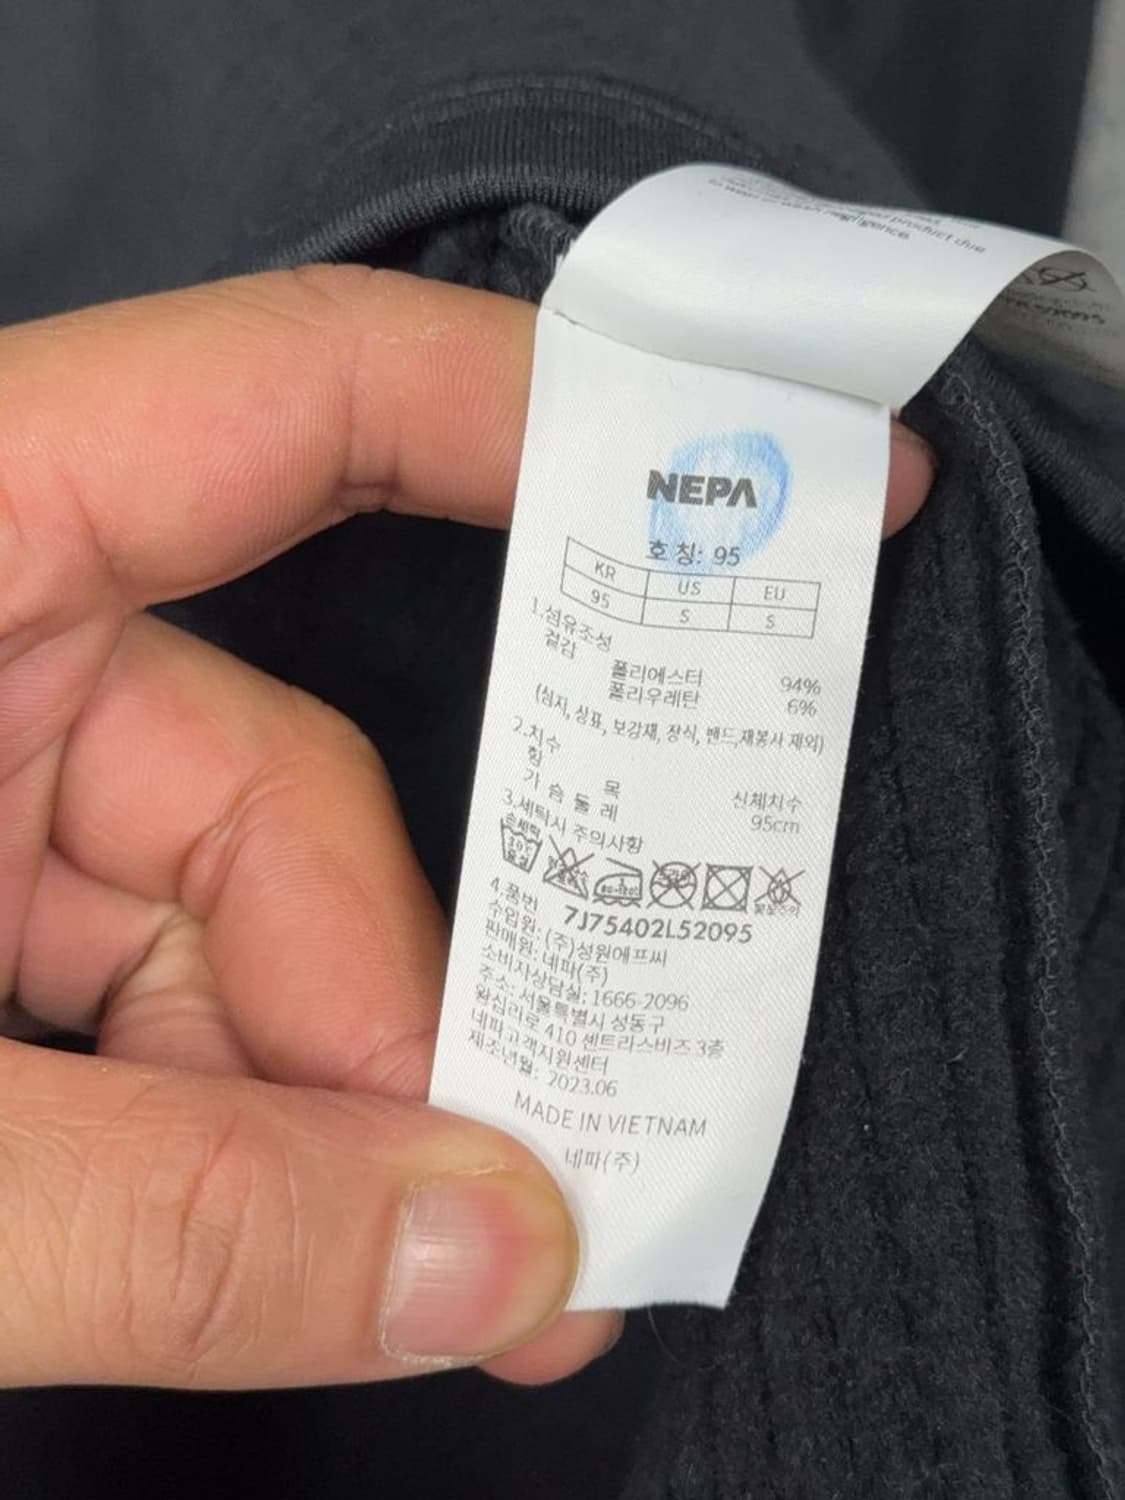 product due
negligence
NEPA
호 칭: 95
KR US EU
95 S S
1.섬유조성
겉감
폴리에스터 94%
폴리우레탄 6%
(심지, 상표, 보강재, 장식, 밴드,재봉사 제외)
2.치수
항 목 신체치수
가 슴 둘 레 95cm
3.세탁시 주의사항
손세탁
4.품번 7J75402L52095
수입원: (주)성원에프씨
판매원: 네파(주)
소비자상담실: 1666-2096
주소: 서울특별시 성동구
왕십리로 410 센트라스비즈 3층
네파고객지원센터
제조년월: 2023.06
MADE IN VIETNAM
네파(주)